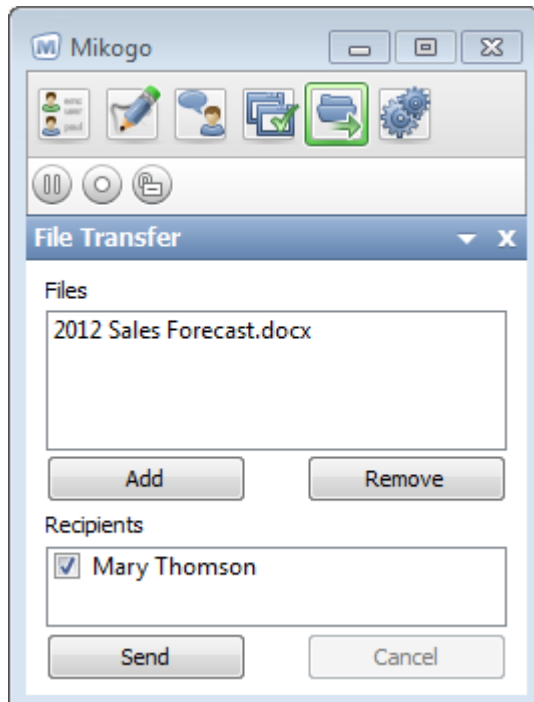 Mikogo
File Transfer
Files
2012 Sales Forecast.docx
Add Remove
Recipients
Mary Thomson
Send Cancel